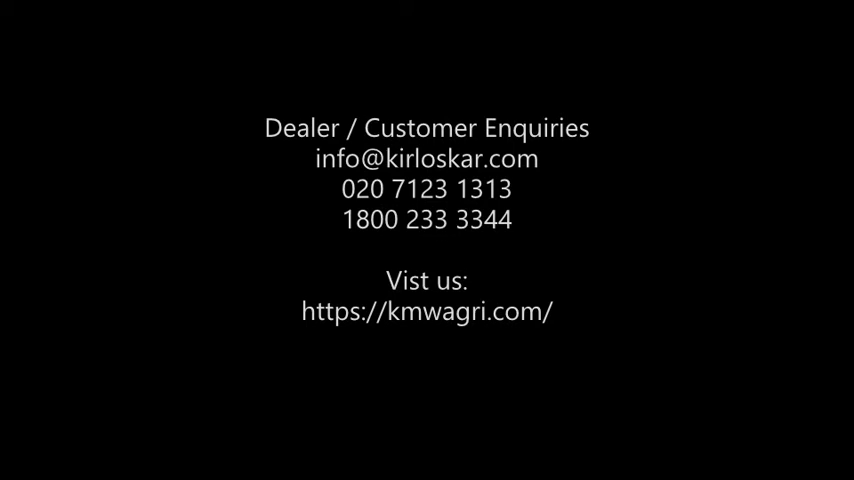 Dealer / Customer Enquiries
info@kirloskar.com
020 7123 1313
1800 233 3344
Vist us:
https://kmwagri.com/